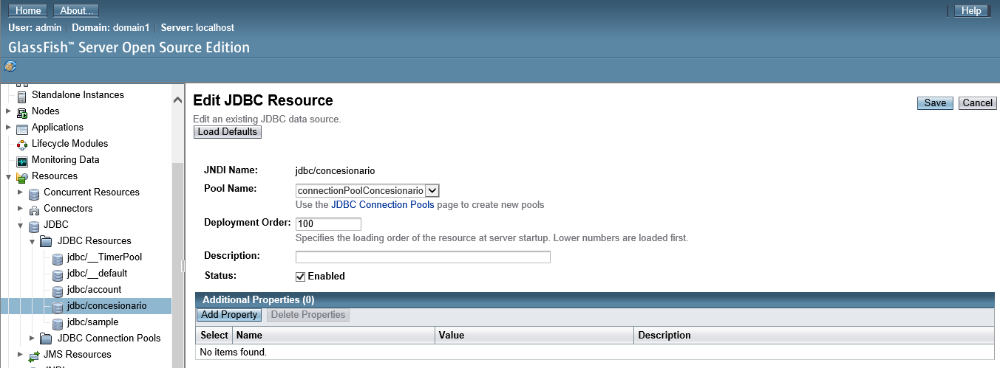 Home About... Help
User: admin Domain: domain1 Server: localhost
GlassFish™ Server Open Source Edition
Standalone Instances
Nodes
Applications
Lifecycle Modules
Monitoring Data
Resources
Concurrent Resources
Connectors
JDBC
JDBC Resources
jdbc/__TimerPool
jdbc/__default
jdbc/account
jdbc/concesionario
jdbc/sample
JDBC Connection Pools
JMS Resources
Edit JDBC Resource
Save Cancel
Edit an existing JDBC data source.
Load Defaults
JNDI Name: jdbc/concesionario
Pool Name: connectionPoolConcesionario
Use the JDBC Connection Pools page to create new pools
Deployment Order: 100
Specifies the loading order of the resource at server startup. Lower numbers are loaded first.
Description:
Status: Enabled
Additional Properties (0)
Add Property Delete Properties
Select Name Value Description
No items found.